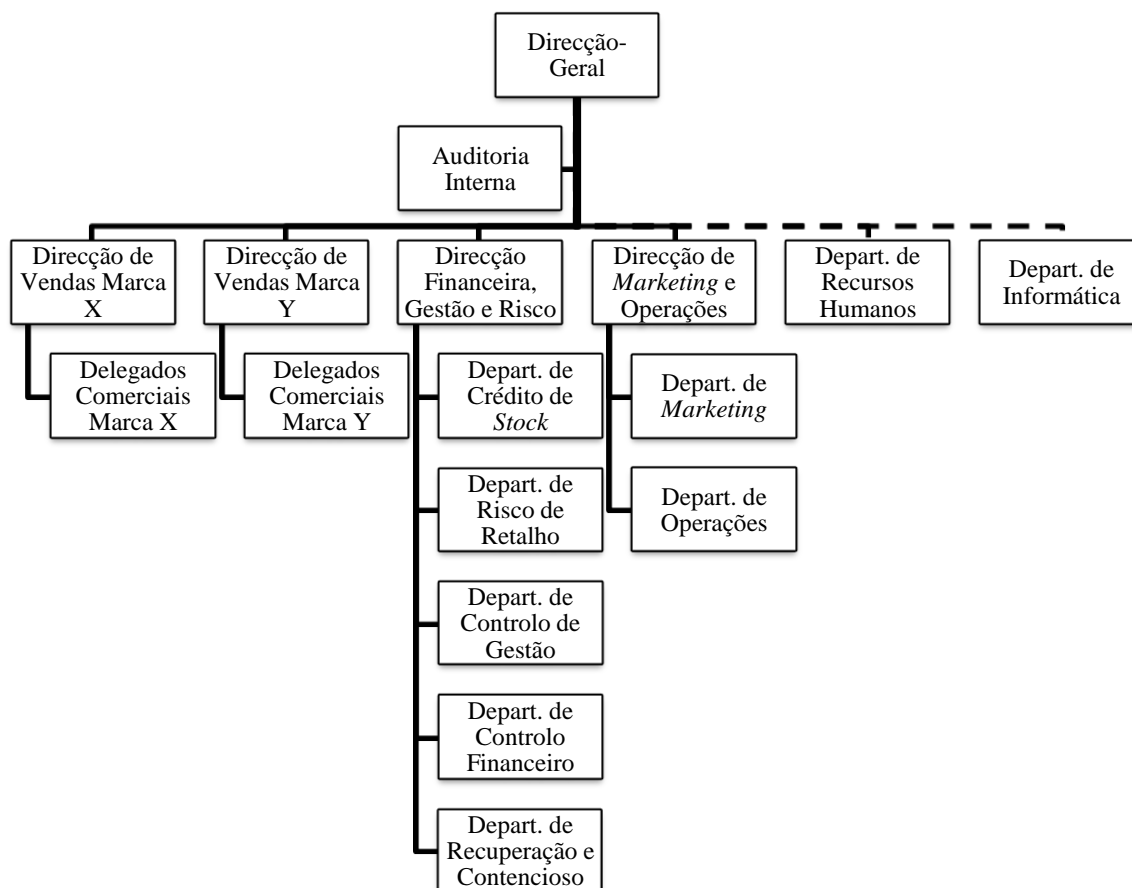 Direcção-
Geral
Auditoria
Interna
Direcção de
Vendas Marca
X
Direcção de
Vendas Marca
Y
Direcção
Financeira,
Gestão e Risco
Direcção de
Marketing e
Operações
Depart. de
Recursos
Humanos
Depart. de
Informática
Delegados
Comerciais
Marca X
Delegados
Comerciais
Marca Y
Depart. de
Crédito de
Stock
Depart. de
Risco de
Retalho
Depart. de
Controlo de
Gestão
Depart. de
Controlo
Financeiro
Depart. de
Recuperação e
Contencioso
Depart. de
Marketing
Depart. de
Operações